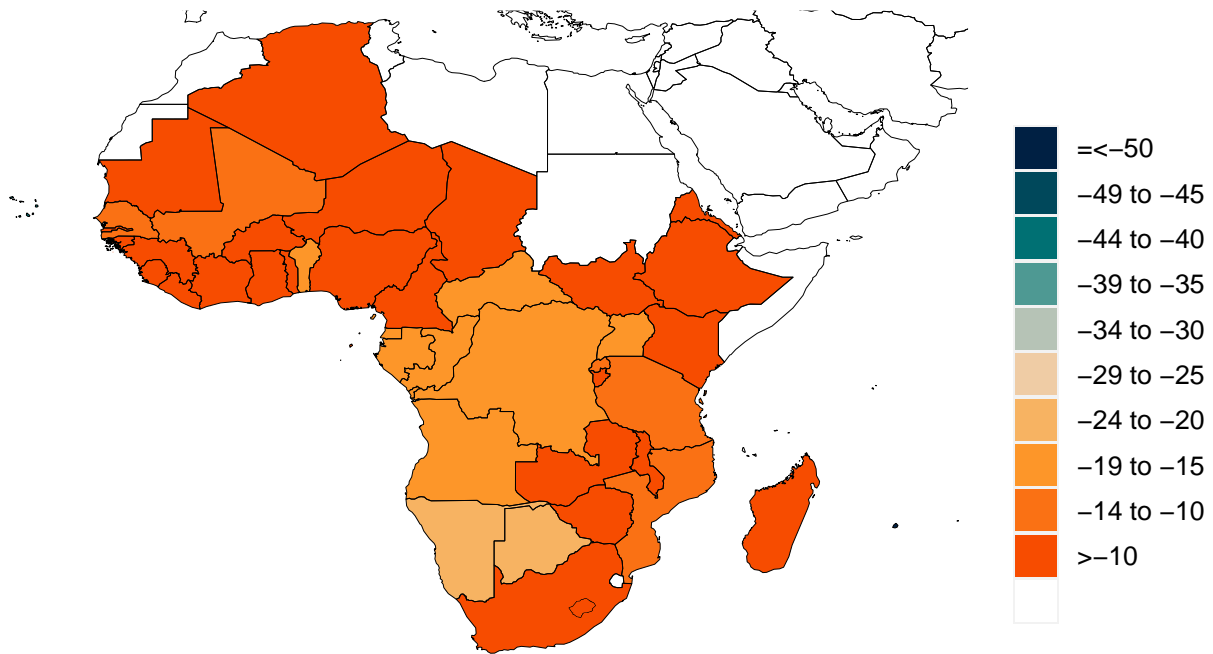 =<−50
−49 to −45
−44 to −40
−39 to −35
−34 to −30
−29 to −25
−24 to −20
−19 to −15
−14 to −10
>−10